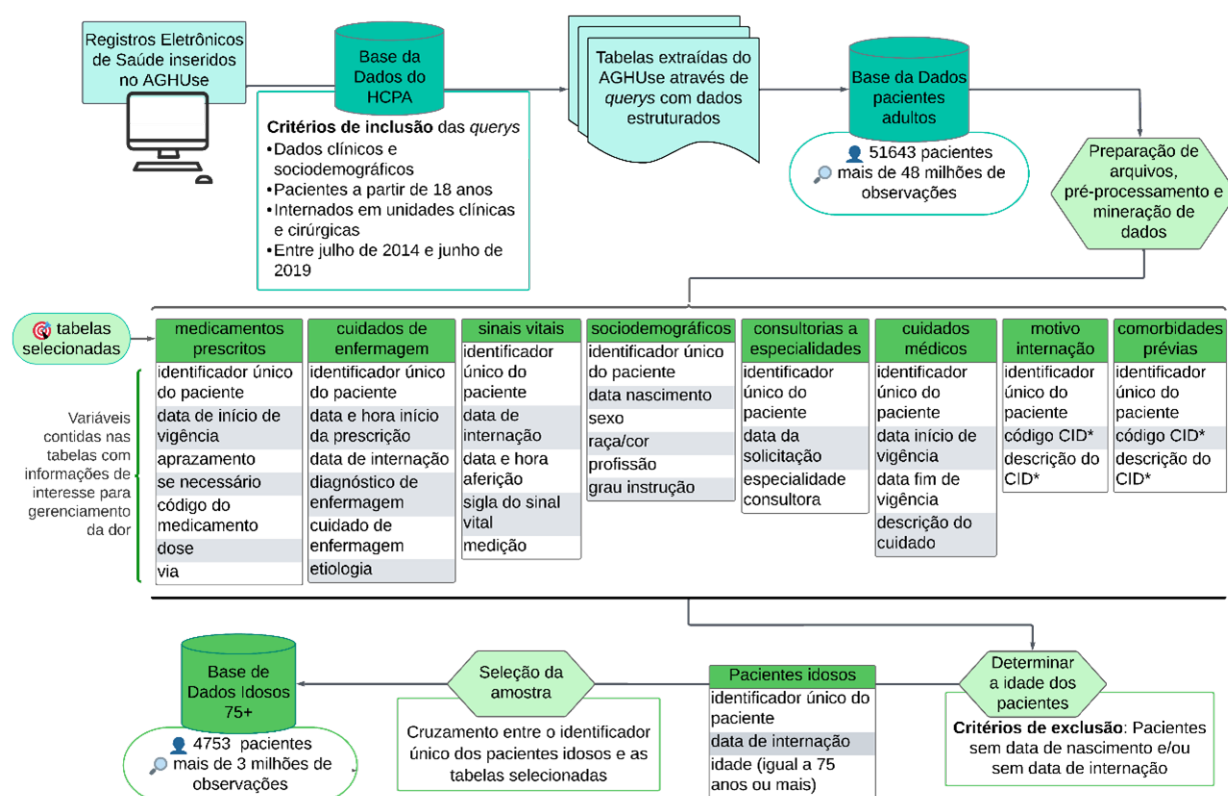 Registros Eletrônicos
de Saúde inseridos
no AGHUse
Base da
Dados do
HCPA
Critérios de inclusão das querys
•Dados clínicos e
sociodemográficos
•Pacientes a partir de 18 anos
•Internados em unidades clínicas
e cirúrgicas
•Entre julho de 2014 e junho de
2019
Tabelas extraídas do
AGHUse através de
querys com dados
estruturados
Base da Dados
pacientes
adultos
51643 pacientes
mais de 48 milhões de
observações
Preparação de
arquivos,
pré-processamento e
mineração de
dados
tabelas
selecionadas
Variáveis
contidas nas
tabelas com
informações de
interesse para
gerenciamento
da dor
medicamentos
prescritos
identificador único
do paciente
data de início de
vigência
aprazamento
se necessário
código do
medicamento
dose
via
cuidados de
enfermagem
identificador único
do paciente
data e hora início
da prescrição
data de internação
diagnóstico de
enfermagem
cuidado de
enfermagem
etiologia
sinais vitais
identificador
único do
paciente
data de
internação
data e hora
aferição
sigla do sinal
vital
medição
sociodemográficos
identificador único
do paciente
data nascimento
sexo
raça/cor
profissão
grau instrução
consultorias a
especialidades
identificador
único do
paciente
data da
solicitação
especialidade
consultora
cuidados
médicos
identificador
único do
paciente
data início de
vigência
data fim de
vigência
descrição do
cuidado
motivo
internação
identificador
único do
paciente
código CID*
descrição do
CID*
comorbidades
prévias
identificador
único do
paciente
código CID*
descrição do
CID*
Determinar
a idade dos
pacientes
Critérios de exclusão: Pacientes
sem data de nascimento e/ou
sem data de internação
Pacientes idosos
identificador único do
paciente
data de internação
idade (igual a 75
anos ou mais)
Seleção da
amostra
Cruzamento entre o identificador
único dos pacientes idosos e as
tabelas selecionadas
Base de
Dados Idosos
75+
4753 pacientes
mais de 3 milhões de
observações